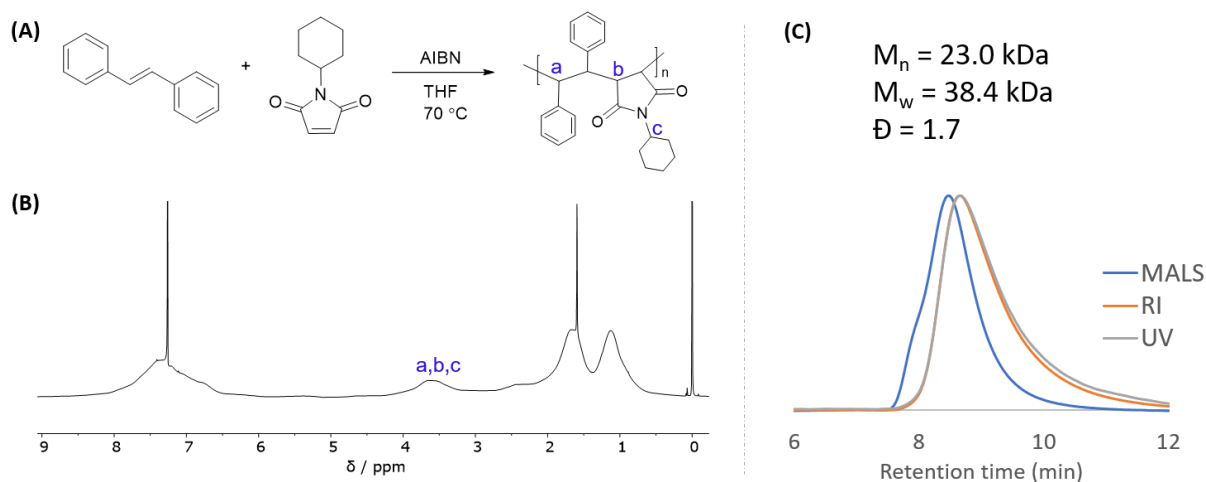 (A)
+
O
N
O
AIBN
THF
70 °C
a
b
n
O
N
O
c
(B)
a,b,c
9 8 7 6 5 4 3 2 1 0
δ / ppm
(C)
Mn = 23.0 kDa
Mw = 38.4 kDa
Đ = 1.7
MALS
RI
UV
6 8 10 12
Retention time (min)